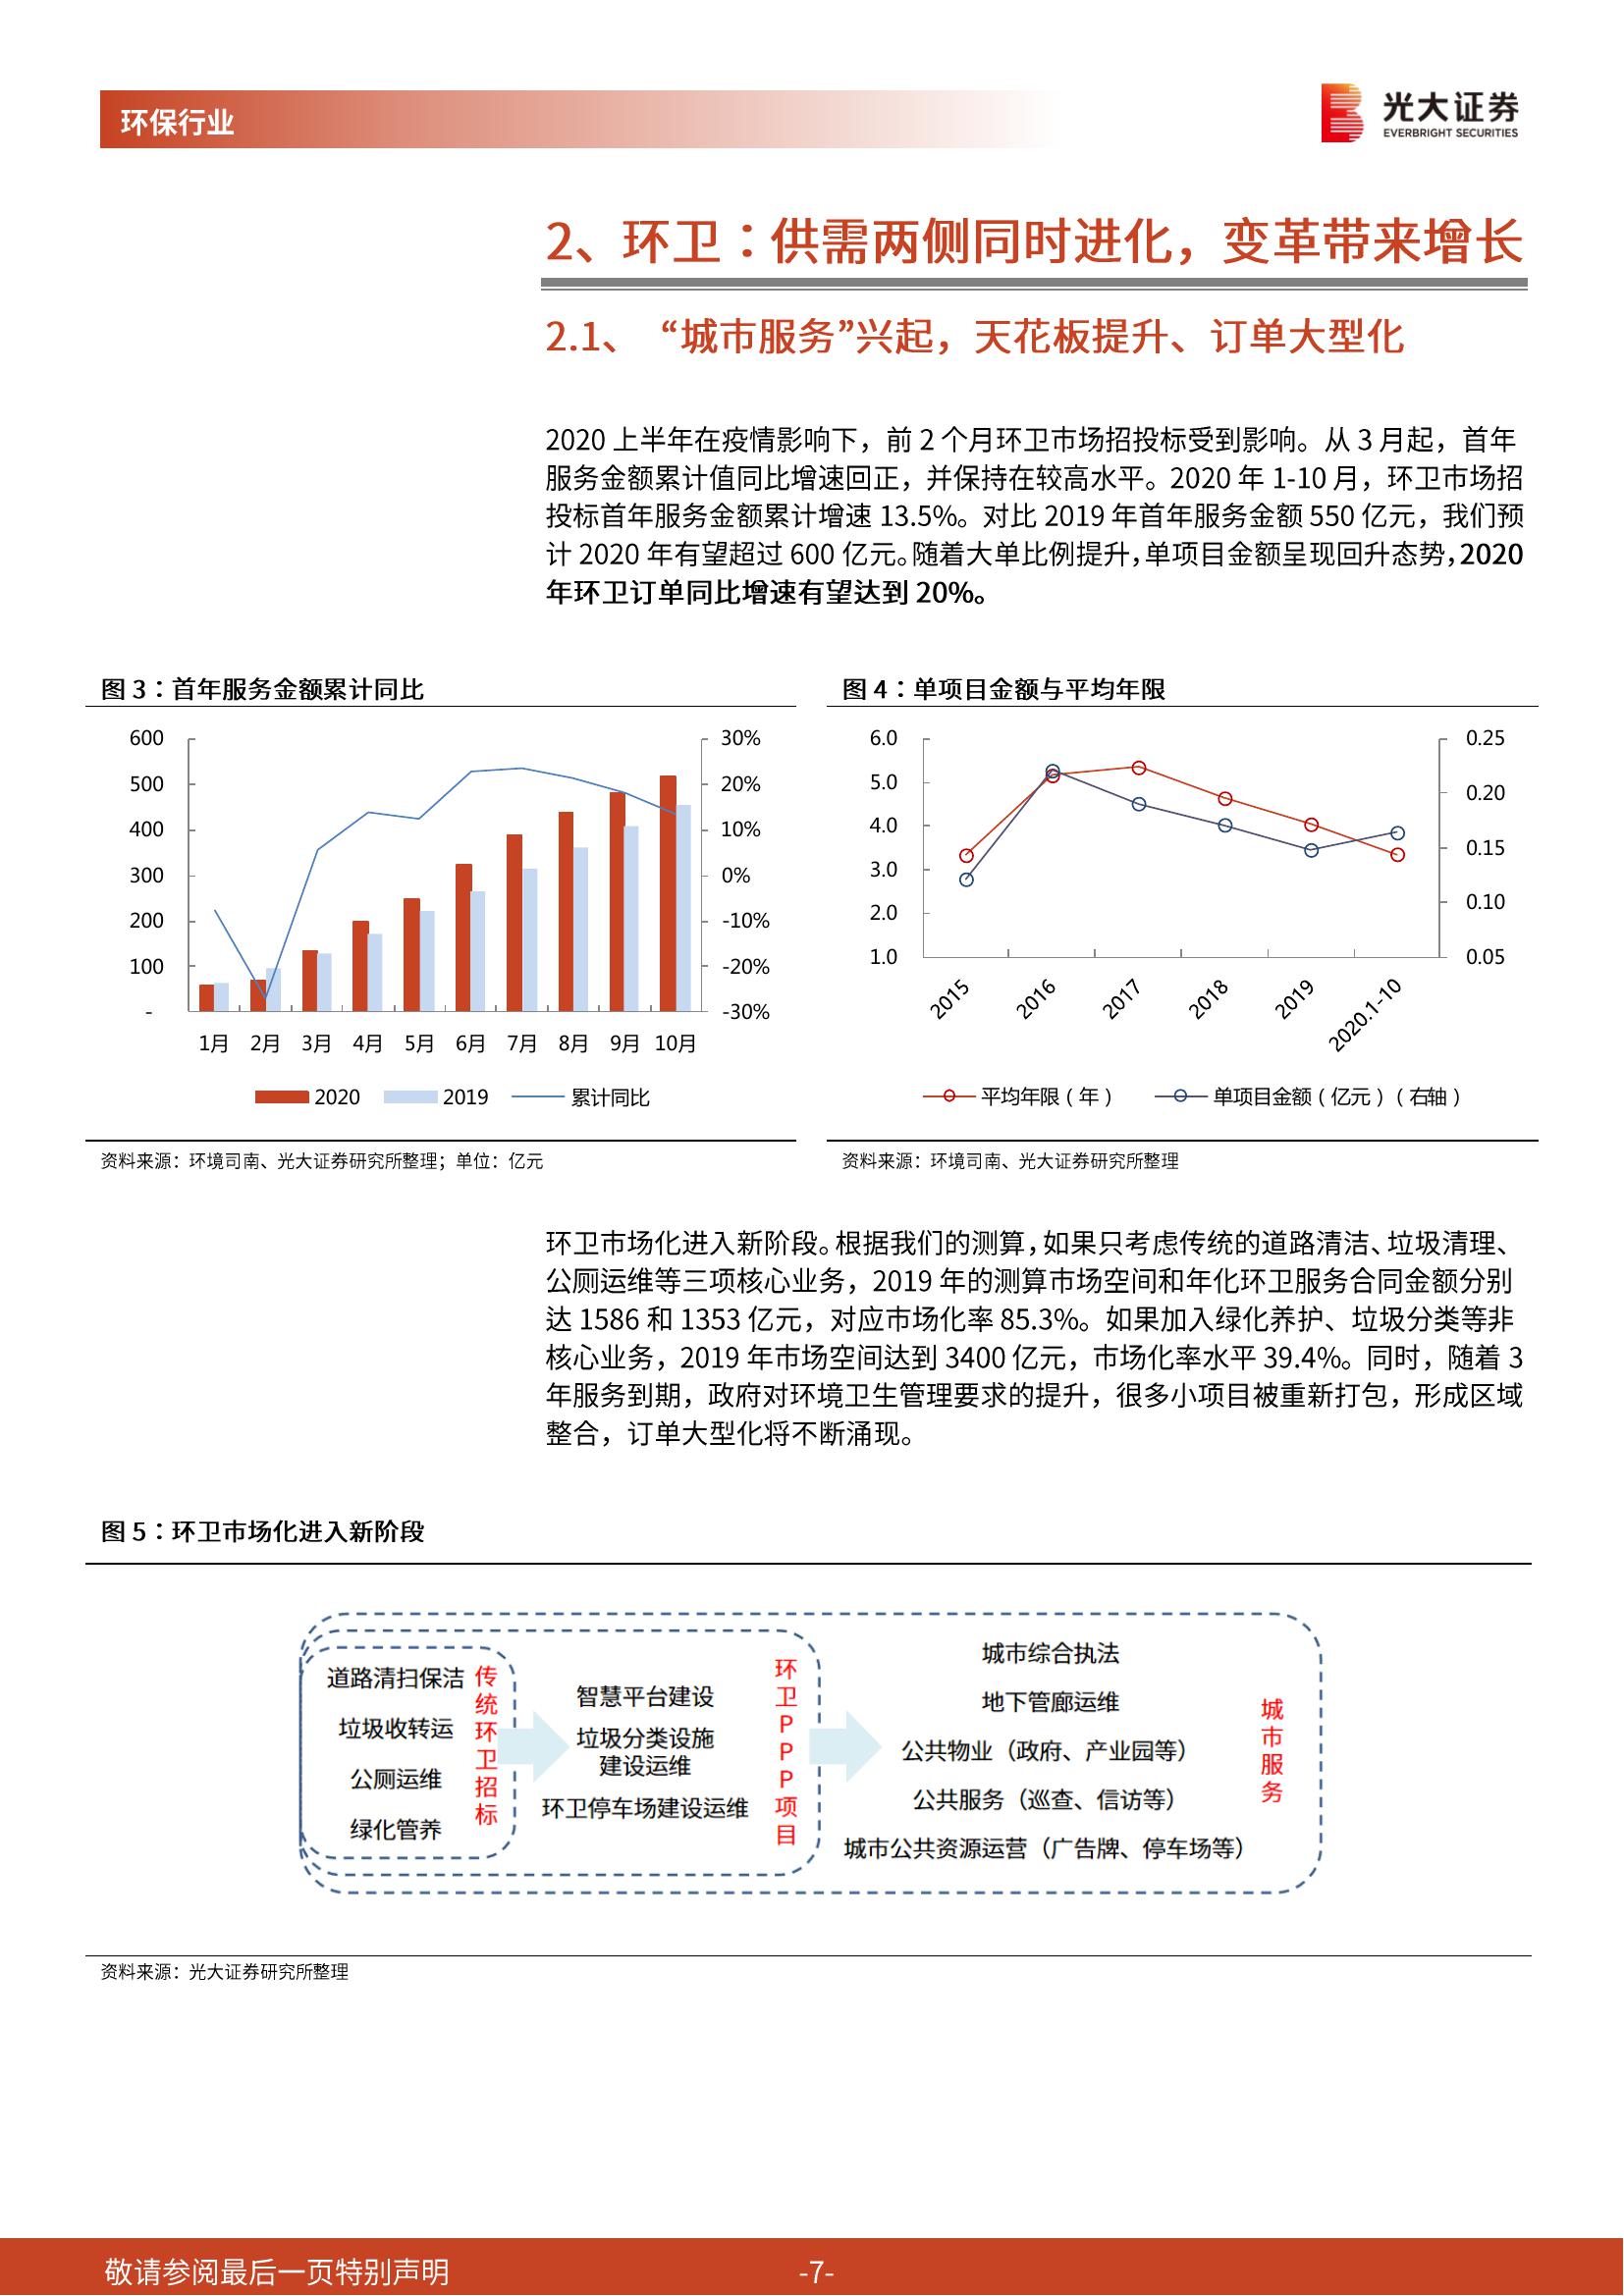 环保行业
光大证券
EVERBRIGHT SECURITIES
2、环卫：供需两侧同时进化，变革带来增长
2.1、 “城市服务”兴起，天花板提升、订单大型化
2020 上半年在疫情影响下，前 2 个月环卫市场招投标受到影响。从 3 月起，首年
服务金额累计值同比增速回正，并保持在较高水平。2020 年 1-10 月，环卫市场招
投标首年服务金额累计增速 13.5%。对比 2019 年首年服务金额 550 亿元，我们预
计 2020 年有望超过 600 亿元。随着大单比例提升，单项目金额呈现回升态势，2020
年环卫订单同比增速有望达到 20%。
图 3：首年服务金额累计同比
600
500
400
300
200
100
-
30%
20%
10%
0%
-10%
-20%
-30%
1月 2月 3月 4月 5月 6月 7月 8月 9月 10月
2020 2019 累计同比
资料来源：环境司南、光大证券研究所整理；单位：亿元
图 4：单项目金额与平均年限
6.0
5.0
4.0
3.0
2.0
1.0
0.25
0.20
0.15
0.10
0.05
2015 2016 2017 2018 2019 2020.1-10
平均年限（年） 单项目金额（亿元）（右轴）
资料来源：环境司南、光大证券研究所整理
环卫市场化进入新阶段。根据我们的测算，如果只考虑传统的道路清洁、垃圾清理、
公厕运维等三项核心业务，2019 年的测算市场空间和年化环卫服务合同金额分别
达 1586 和 1353 亿元，对应市场化率 85.3%。如果加入绿化养护、垃圾分类等非
核心业务，2019 年市场空间达到 3400 亿元，市场化率水平 39.4%。同时，随着 3
年服务到期，政府对环境卫生管理要求的提升，很多小项目被重新打包，形成区域
整合，订单大型化将不断涌现。
图 5：环卫市场化进入新阶段
道路清扫保洁
垃圾收转运
公厕运维
绿化管养
传统环卫招标
智慧平台建设
垃圾分类设施
建设运维
环卫停车场建设运维
环卫PPP项目
城市综合执法
地下管廊运维
公共物业（政府、产业园等）
公共服务（巡查、信访等）
城市公共资源运营（广告牌、停车场等）
城市服务
资料来源：光大证券研究所整理
敬请参阅最后一页特别声明
-7-